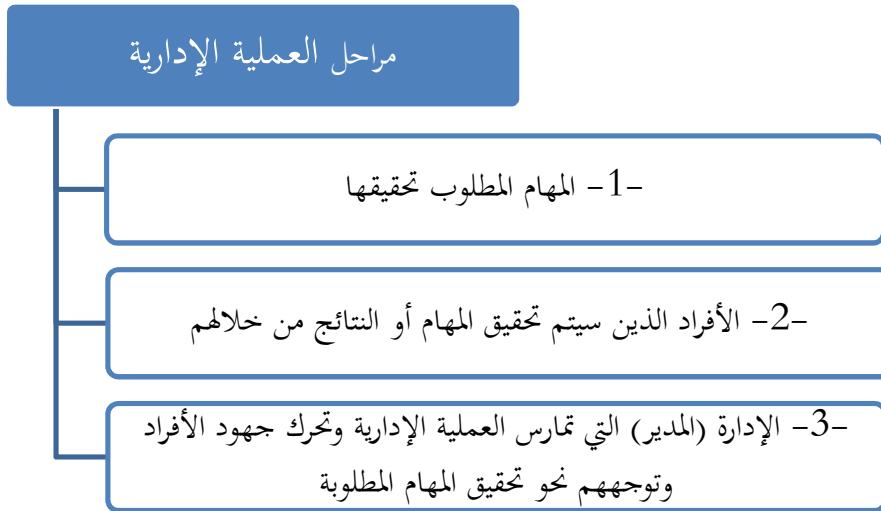 مراحل العملية الإدارية
-1- المهام المطلوب تحقيقها
-2- الأفراد الذين سيتم تحقيق المهام أو النتائج من خلالهم
-3- الإدارة (المدير) التي تمارس العملية الإدارية وتحرك جهود الأفراد
وتوجههم نحو تحقيق المهام المطلوبة